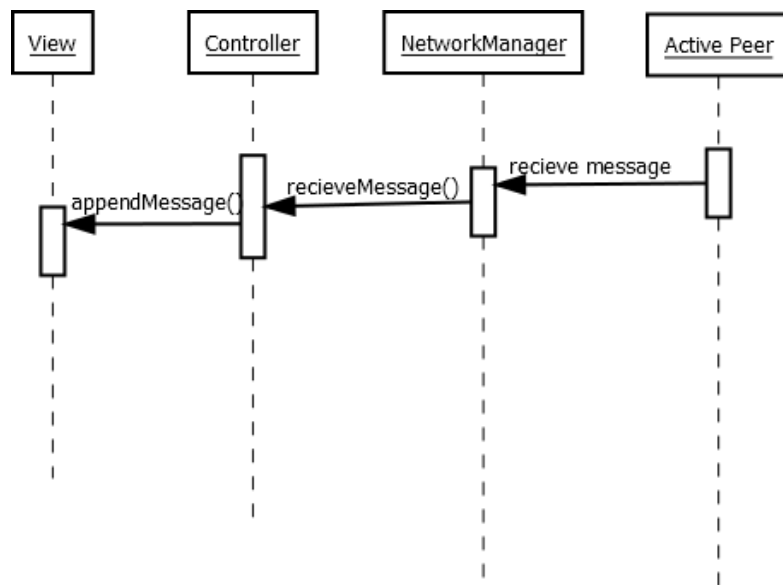 View
Controller
NetworkManager
Active Peer
recieve message
recieveMessage()
appendMessage()